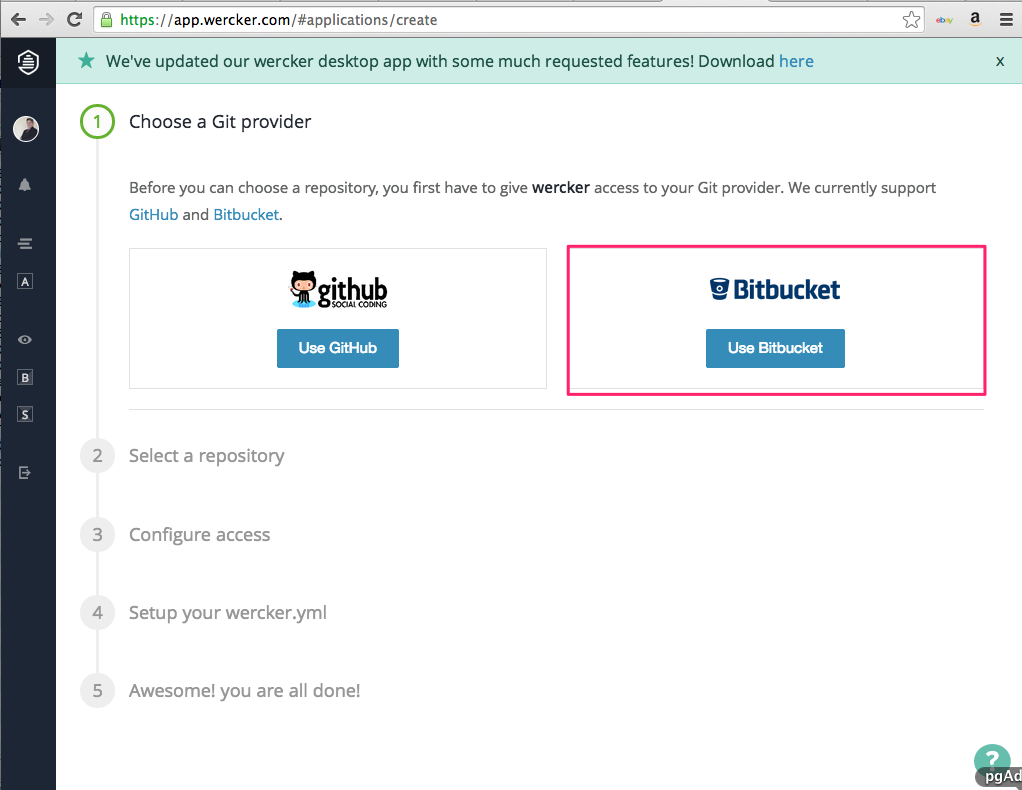 https://app.wercker.com/#applications/create
ebay
a
We've updated our wercker desktop app with some much requested features! Download here
x
1
Choose a Git provider
Before you can choose a repository, you first have to give wercker access to your Git provider. We currently support
GitHub and Bitbucket.
github
SOCIAL CODING
Use GitHub
Bitbucket
Use Bitbucket
A
B
S
2
Select a repository
3
Configure access
4
Setup your wercker.yml
5
Awesome! you are all done!
?
pgAd